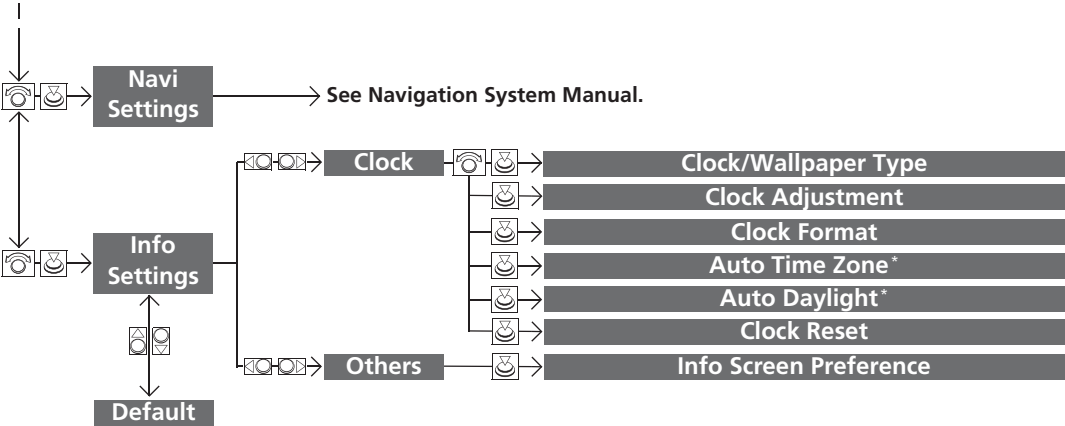 Navi
Settings
See Navigation System Manual.
Clock
Clock/Wallpaper Type
Clock Adjustment
Clock Format
Info
Settings
Auto Time Zone*
Auto Daylight*
Clock Reset
Others
Info Screen Preference
Default